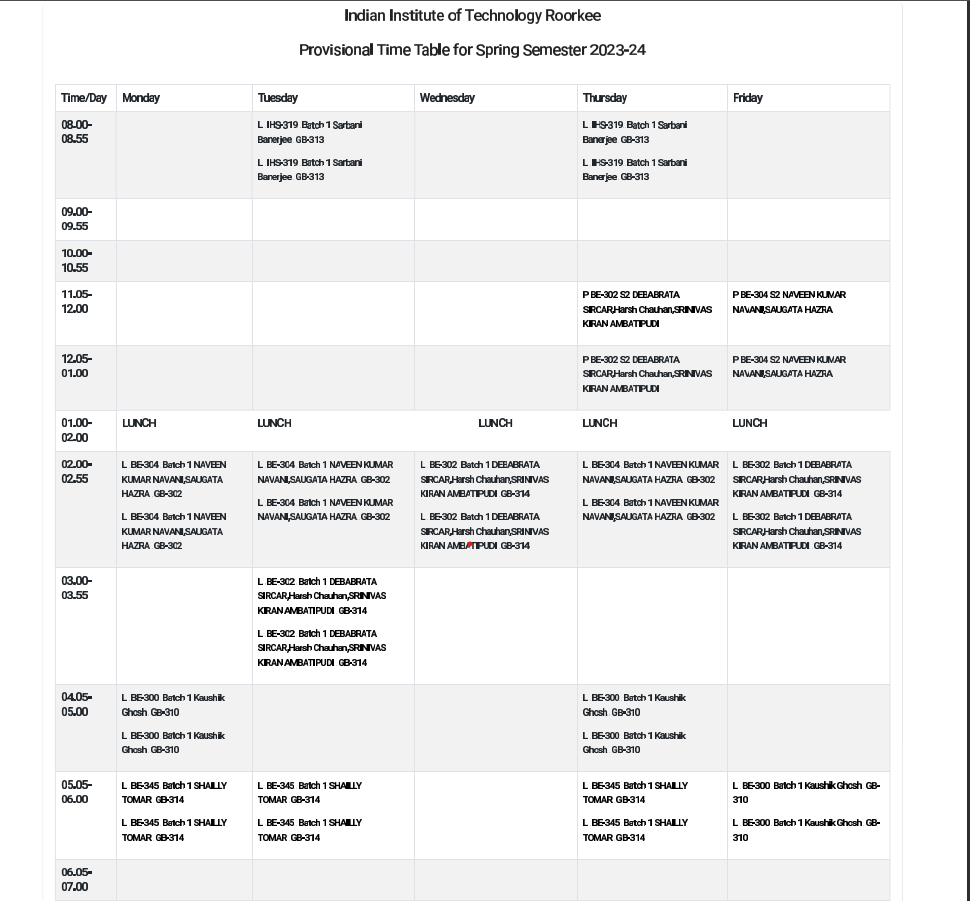 Indian Institute of Technology Roorkee
Provisional Time Table for Spring Semester 2023-24
Time/Day Monday Tuesday Wednesday Thursday Friday
08.00-
08.55
L IHS-319 Batch 1 Sarbani
Banerjee GB-313
L IHS-319 Batch 1 Sarbani
Banerjee GB-313
L IHS-319 Batch 1 Sarbani
Banerjee GB-313
L IHS-319 Batch 1 Sarbani
Banerjee GB-313
09.00-
09.55
10.00-
10.55
11.05-
12.00
P BE-302 S2 DEBABRATA
SIRCAR,Harsh Chauhan,SRINIVAS
KIRAN AMBATIPUDI
P BE-304 S2 NAVEEN KUMAR
NAVANI,SAUGATA HAZRA
12.05-
01.00
P BE-302 S2 DEBABRATA
SIRCAR,Harsh Chauhan,SRINIVAS
KIRAN AMBATIPUDI
P BE-304 S2 NAVEEN KUMAR
NAVANI,SAUGATA HAZRA
01.00-
02.00
LUNCH LUNCH LUNCH LUNCH LUNCH
02.00-
02.55
L BE-304 Batch 1 NAVEEN
KUMAR NAVANI,SAUGATA
HAZRA GB-302
L BE-304 Batch 1 NAVEEN
KUMAR NAVANI,SAUGATA
HAZRA GB-302
L BE-304 Batch 1 NAVEEN KUMAR
NAVANI,SAUGATA HAZRA GB-302
L BE-304 Batch 1 NAVEEN KUMAR
NAVANI,SAUGATA HAZRA GB-302
L BE-302 Batch 1 DEBABRATA
SIRCAR,Harsh Chauhan,SRINIVAS
KIRAN AMBATIPUDI GB-314
L BE-302 Batch 1 DEBABRATA
SIRCAR,Harsh Chauhan,SRINIVAS
KIRAN AMBATIPUDI GB-314
L BE-304 Batch 1 NAVEEN KUMAR
NAVANI,SAUGATA HAZRA GB-302
L BE-304 Batch 1 NAVEEN KUMAR
NAVANI,SAUGATA HAZRA GB-302
L BE-302 Batch 1 DEBABRATA
SIRCAR,Harsh Chauhan,SRINIVAS
KIRAN AMBATIPUDI GB-314
L BE-302 Batch 1 DEBABRATA
SIRCAR,Harsh Chauhan,SRINIVAS
KIRAN AMBATIPUDI GB-314
03.00-
03.55
L BE-302 Batch 1 DEBABRATA
SIRCAR,Harsh Chauhan,SRINIVAS
KIRAN AMBATIPUDI GB-314
L BE-302 Batch 1 DEBABRATA
SIRCAR,Harsh Chauhan,SRINIVAS
KIRAN AMBATIPUDI GB-314
04.05-
05.00
L BE-300 Batch 1 Kaushik
Ghosh GB-310
L BE-300 Batch 1 Kaushik
Ghosh GB-310
L BE-300 Batch 1 Kaushik
Ghosh GB-310
L BE-300 Batch 1 Kaushik
Ghosh GB-310
05.05-
06.00
L BE-345 Batch 1 SHAILLY
TOMAR GB-314
L BE-345 Batch 1 SHAILLY
TOMAR GB-314
L BE-345 Batch 1 SHAILLY
TOMAR GB-314
L BE-345 Batch 1 SHAILLY
TOMAR GB-314
L BE-345 Batch 1 SHAILLY
TOMAR GB-314
L BE-345 Batch 1 SHAILLY
TOMAR GB-314
L BE-300 Batch 1 Kaushik Ghosh GB-
310
L BE-300 Batch 1 Kaushik Ghosh GB-
310
06.05-
07.00